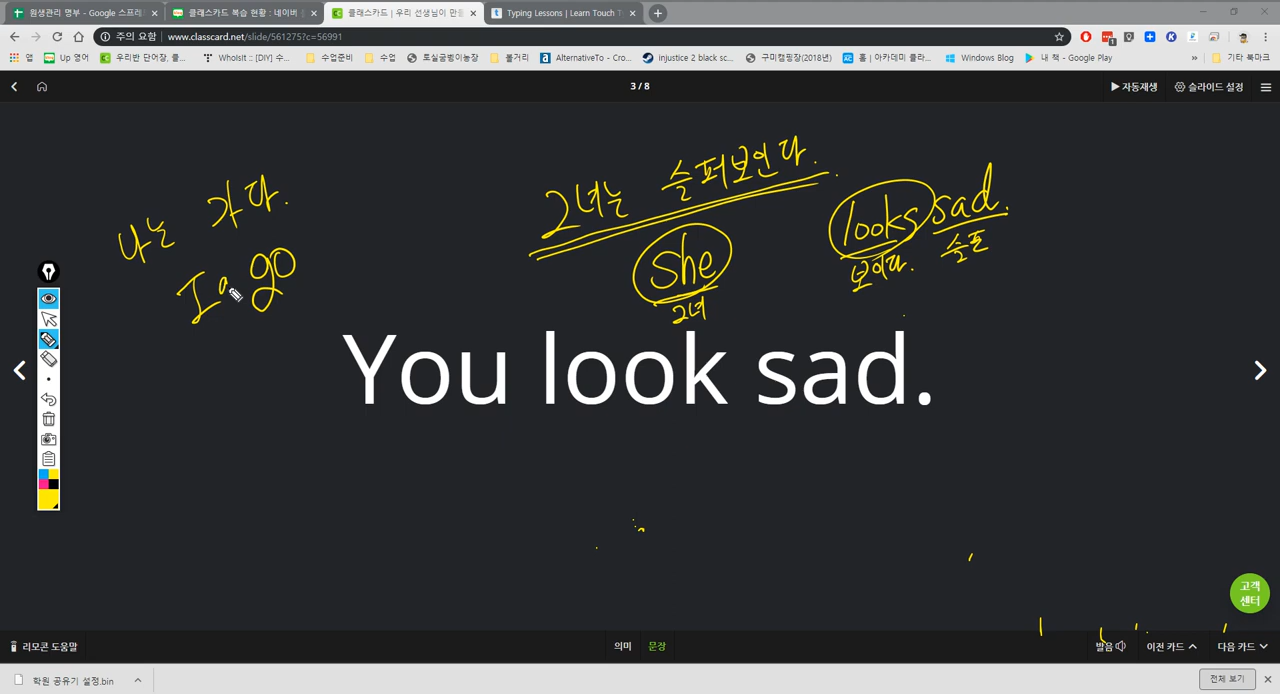 원생관리 명부 - Google 스프레
클래스카드 복습 현황 : 네이버
클래스카드 | 우리 선생님이 만든
Typing Lessons | Learn Touch T
주의 요함 | www.classcard.net/slide/561275?c=56991
앱
Up 영어
우리반 단어장, 클...
WhoIst :: [DIY] 수...
수업준비
수업
볼거리
토실굼벵이농장
AlternativeTo - Cro...
injustice 2 black sc...
구미캠핑장(2018년)
홈 | 아카데미 클라...
Windows Blog
내 책 - Google Play
»
기타 북마크
3 / 8
자동재생
슬라이드 설정
나는 가다.
I a go
그녀는 슬퍼보인다.
she looks sad.
그녀 보이다. 슬픈
You look sad.
고객
센터
리모콘 도움말
의미
문장
발음
이전 카드
다음 카드
학원 공유기 설정.bin
전체 보기